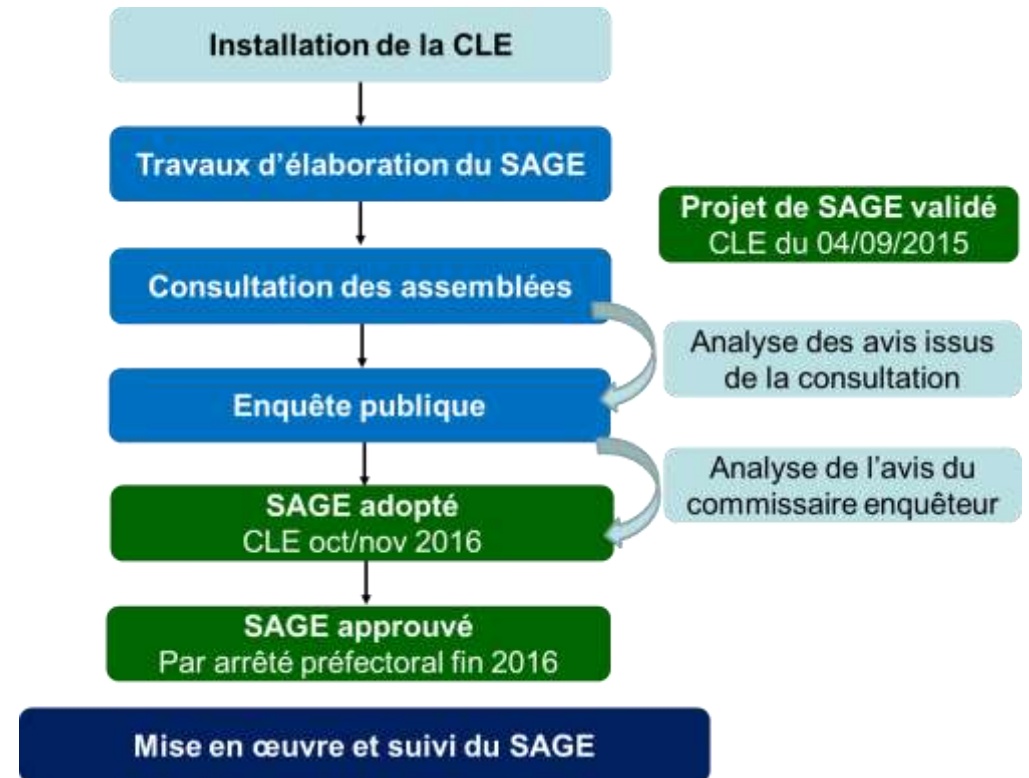 Installation de la CLE
Travaux d'élaboration du SAGE
Projet de SAGE validé
CLE du 04/09/2015
Consultation des assemblées
Analyse des avis issus
de la consultation
Enquête publique
Analyse de l'avis du
commissaire enquêteur
SAGE adopté
CLE oct/nov 2016
SAGE approuvé
Par arrêté préfectoral fin 2016
Mise en œuvre et suivi du SAGE